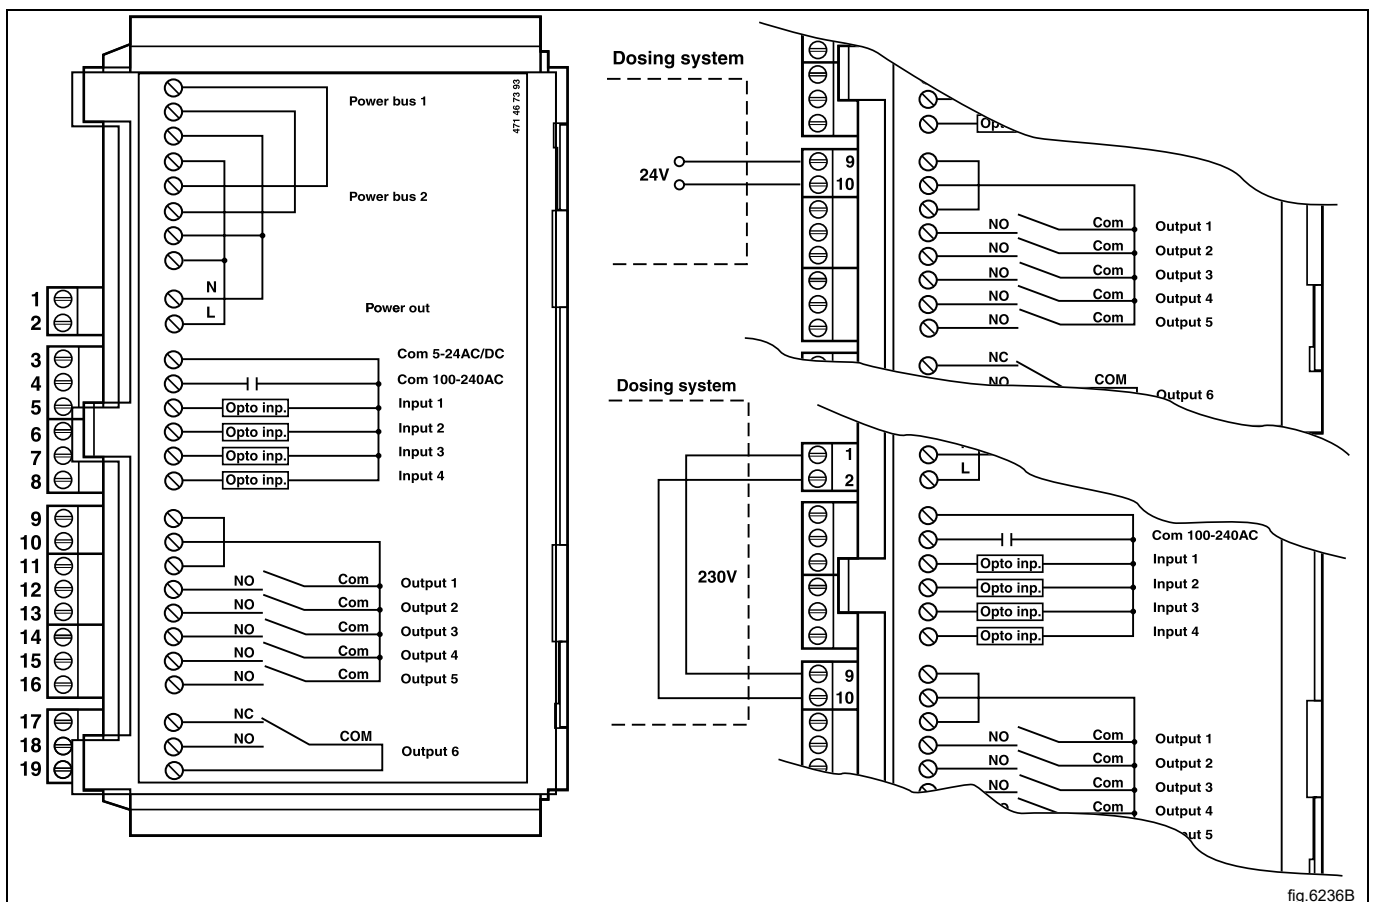 471 46 73 93
Power bus 1
Power bus 2
N
L
Power out
1
2
3
4
5
6
7
8
9
10
11
12
13
14
15
16
17
18
19
Com 5-24AC/DC
Com 100-240AC
Opto inp. Input 1
Opto inp. Input 2
Opto inp. Input 3
Opto inp. Input 4
NO Com Output 1
NO Com Output 2
NO Com Output 3
NO Com Output 4
NO Com Output 5
NC
NO COM Output 6
Dosing system
24V
9
10
NO Com Output 1
NO Com Output 2
NO Com Output 3
NO Com Output 4
NO Com Output 5
NC
NO COM Output 6
Dosing system
230V
1
2
L
Com 100-240AC
Opto inp. Input 1
Opto inp. Input 2
Opto inp. Input 3
Opto inp. Input 4
9
10
NO Com Output 1
NO Com Output 2
NO Com Output 3
Com Output 4
fig.6236B